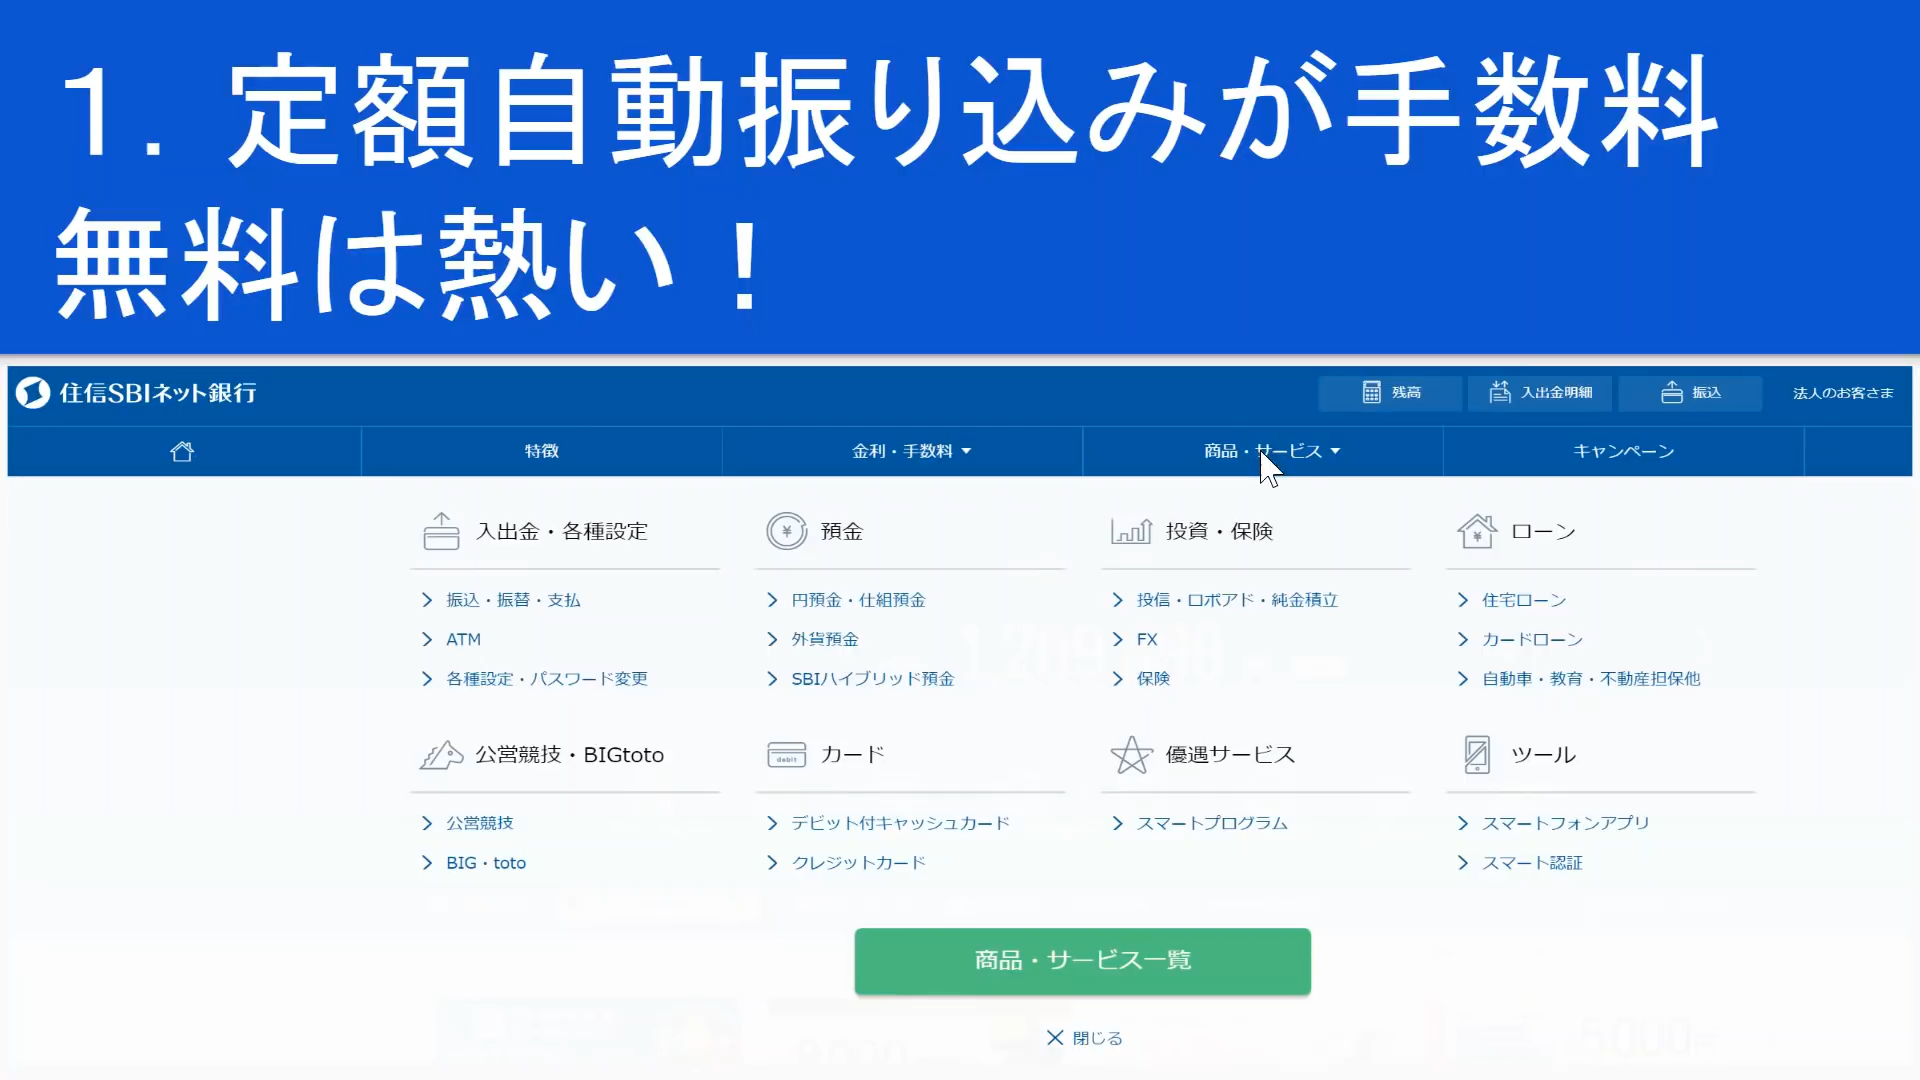 1. 定額自動振り込みが手数料
無料は熱い！
住信SBIネット銀行
残高
入出金明細
振込
法人のお客さま
特徴
金利・手数料
商品・サービス
キャンペーン
入出金・各種設定
振込・振替・支払
ATM
各種設定・パスワード変更
¥
預金
円預金・仕組預金
外貨預金
SBIハイブリッド預金
投資・保険
投信・ロボアド・純金積立
FX
保険
¥
ローン
住宅ローン
カードローン
自動車・教育・不動産担保他
公営競技・BIGtoto
公営競技
BIG・toto
debit
カード
デビット付キャッシュカード
クレジットカード
優遇サービス
スマートプログラム
ツール
スマートフォンアプリ
スマート認証
商品・サービス一覧
閉じる